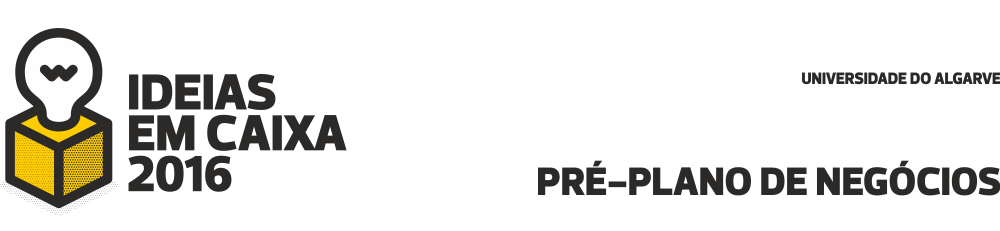 IDEIAS
EM CAIXA
2016
UNIVERSIDADE DO ALGARVE
PRÉ-PLANO DE NEGÓCIOS